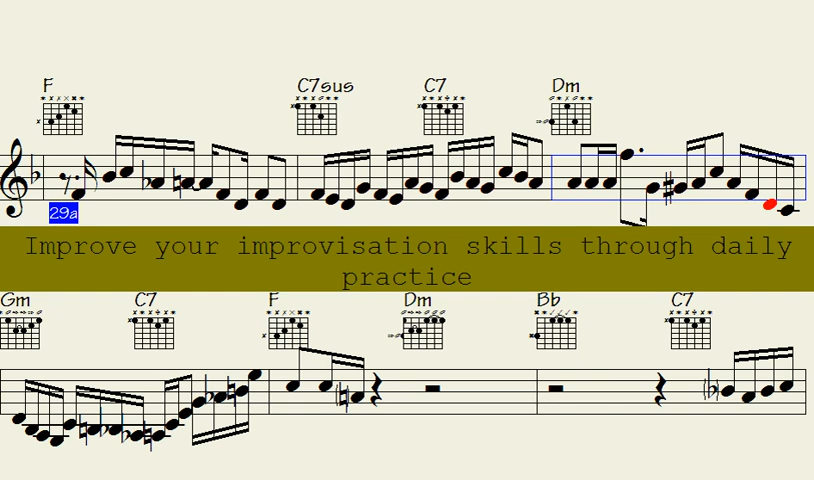 F C7sus C7 Dm
29a
Improve your improvisation skills through daily
practice
Gm C7 F Dm Bb C7